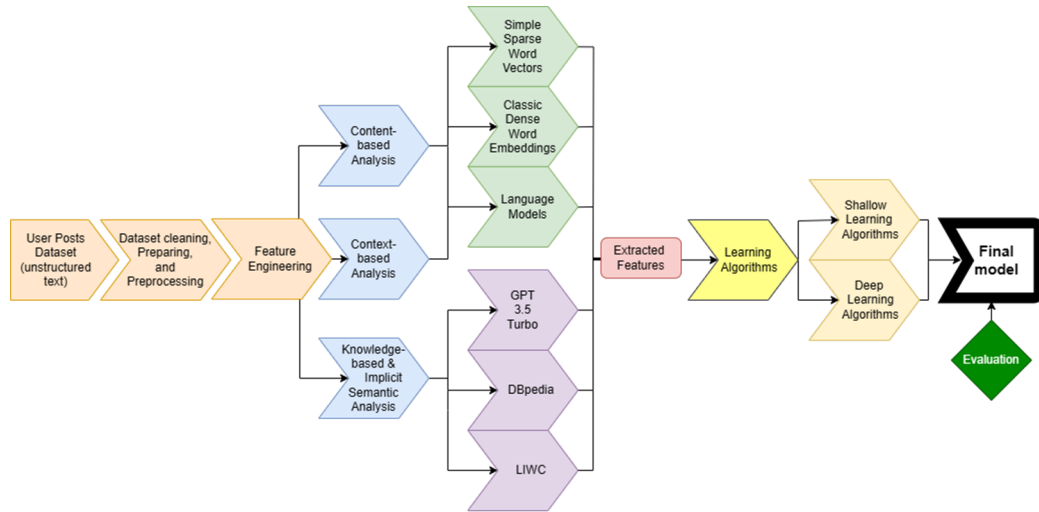 User Posts
Dataset
(unstructured
text)
Dataset cleaning,
Preparing,
and
Preprocessing
Feature
Engineering
Content-
based
Analysis
Context-
based
Analysis
Knowledge-
based &
Implicit
Semantic
Analysis
Simple
Sparse
Word
Vectors
Classic
Dense
Word
Embeddings
Language
Models
GPT
3.5
Turbo
DBpedia
LIWC
Extracted
Features
Learning
Algorithms
Shallow
Learning
Algorithms
Deep
Learning
Algorithms
Final
model
Evaluation